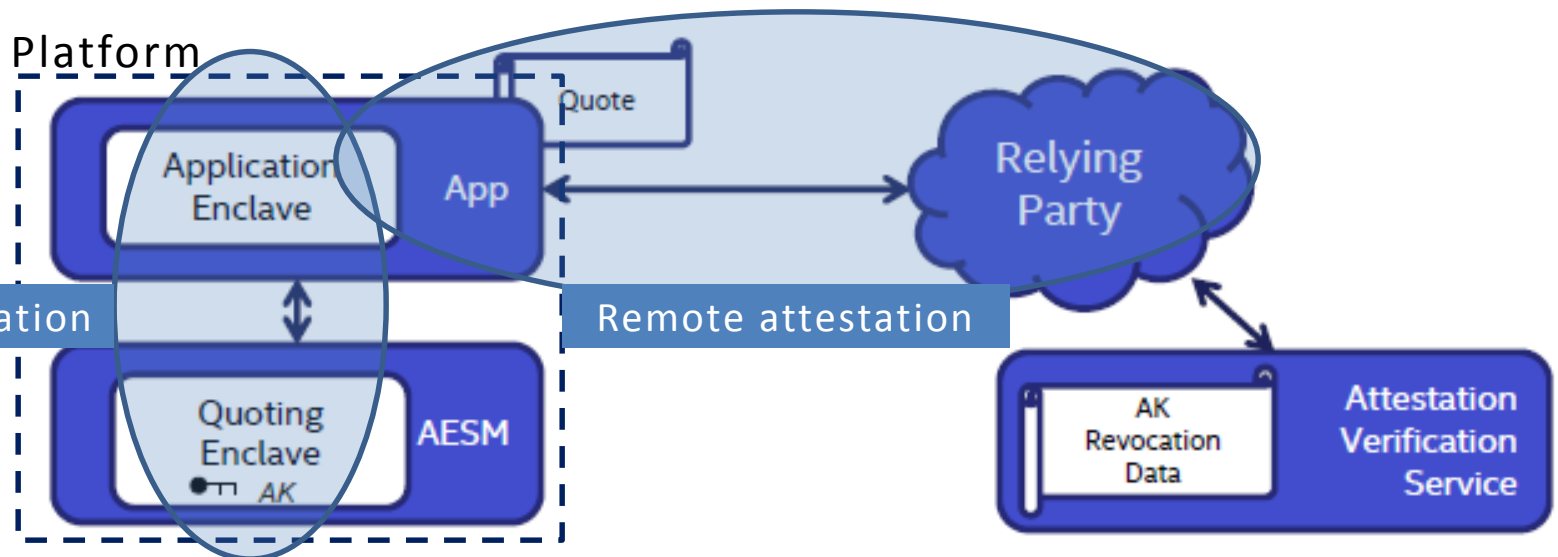 Platform
Quote
Application
Enclave
App
Relying
Party
ation
Remote attestation
Quoting
Enclave
AK
AESM
AK
Revocation
Data
Attestation
Verification
Service